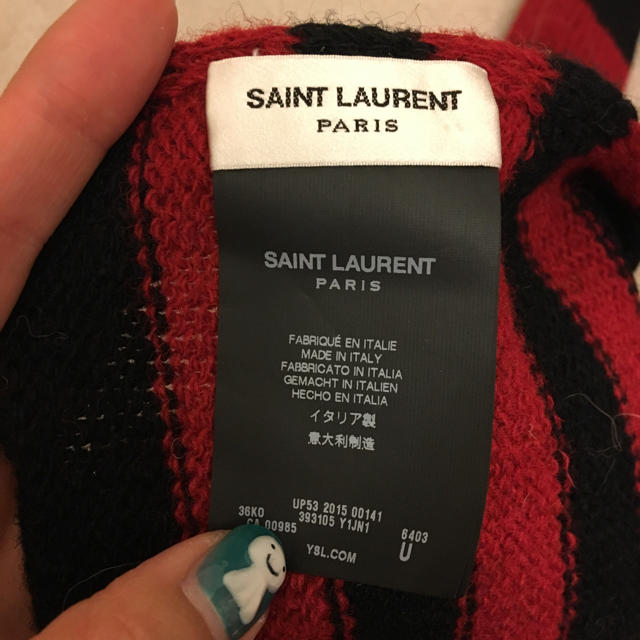 SAINT LAURENT
PARIS
SAINT LAURENT
PARIS
FABRIQUÉ EN ITALIE
MADE IN ITALY
FABBRICATO IN ITALIA
GEMACHT IN ITALIEN
HECHO EN ITALIA
イタリア製
意大利制造
UP53 2015 00141
36KO 393105 Y1JN1 6403
CA 00985 U
YSL.COM